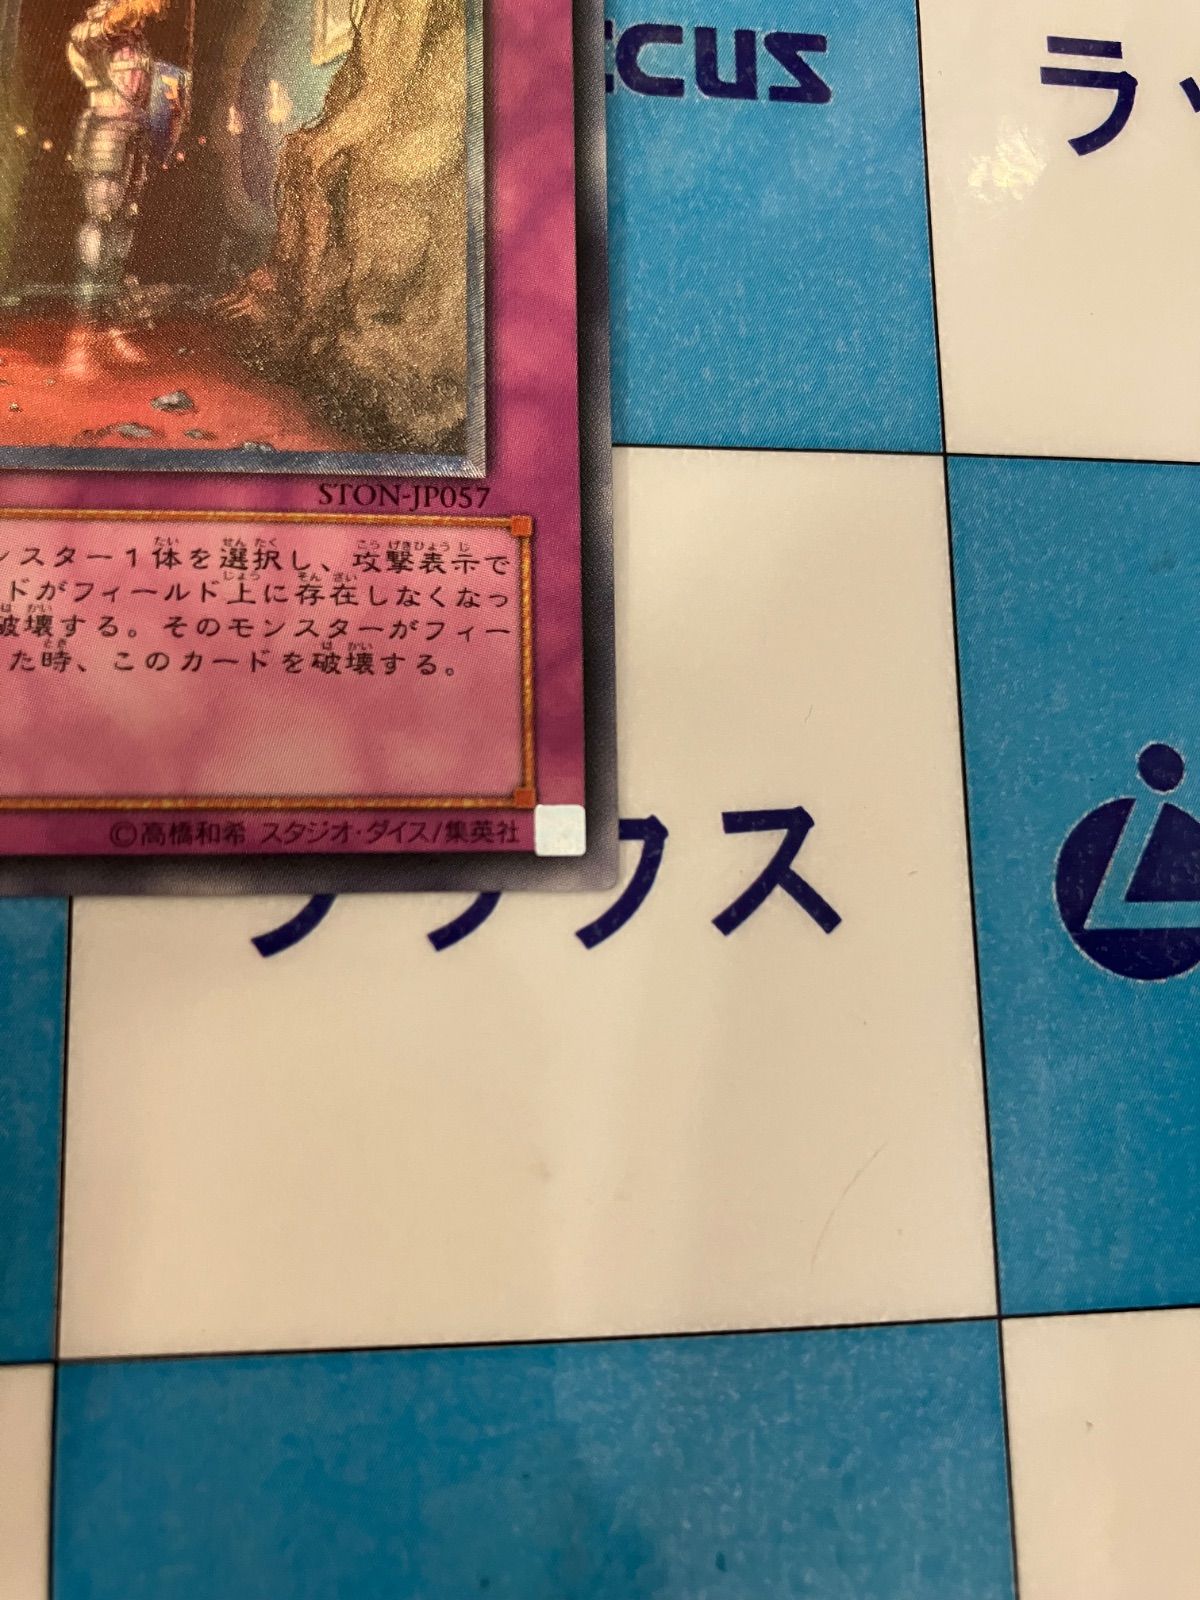 cus
STON-JP057
ンスター1体を選択し、攻撃表示で
ドがフィールド上に存在しなくなっ
破壊する。そのモンスターがフィー
た時、このカードを破壊する。
©高橋和希 スタジオ・ダイス/集英社
クス